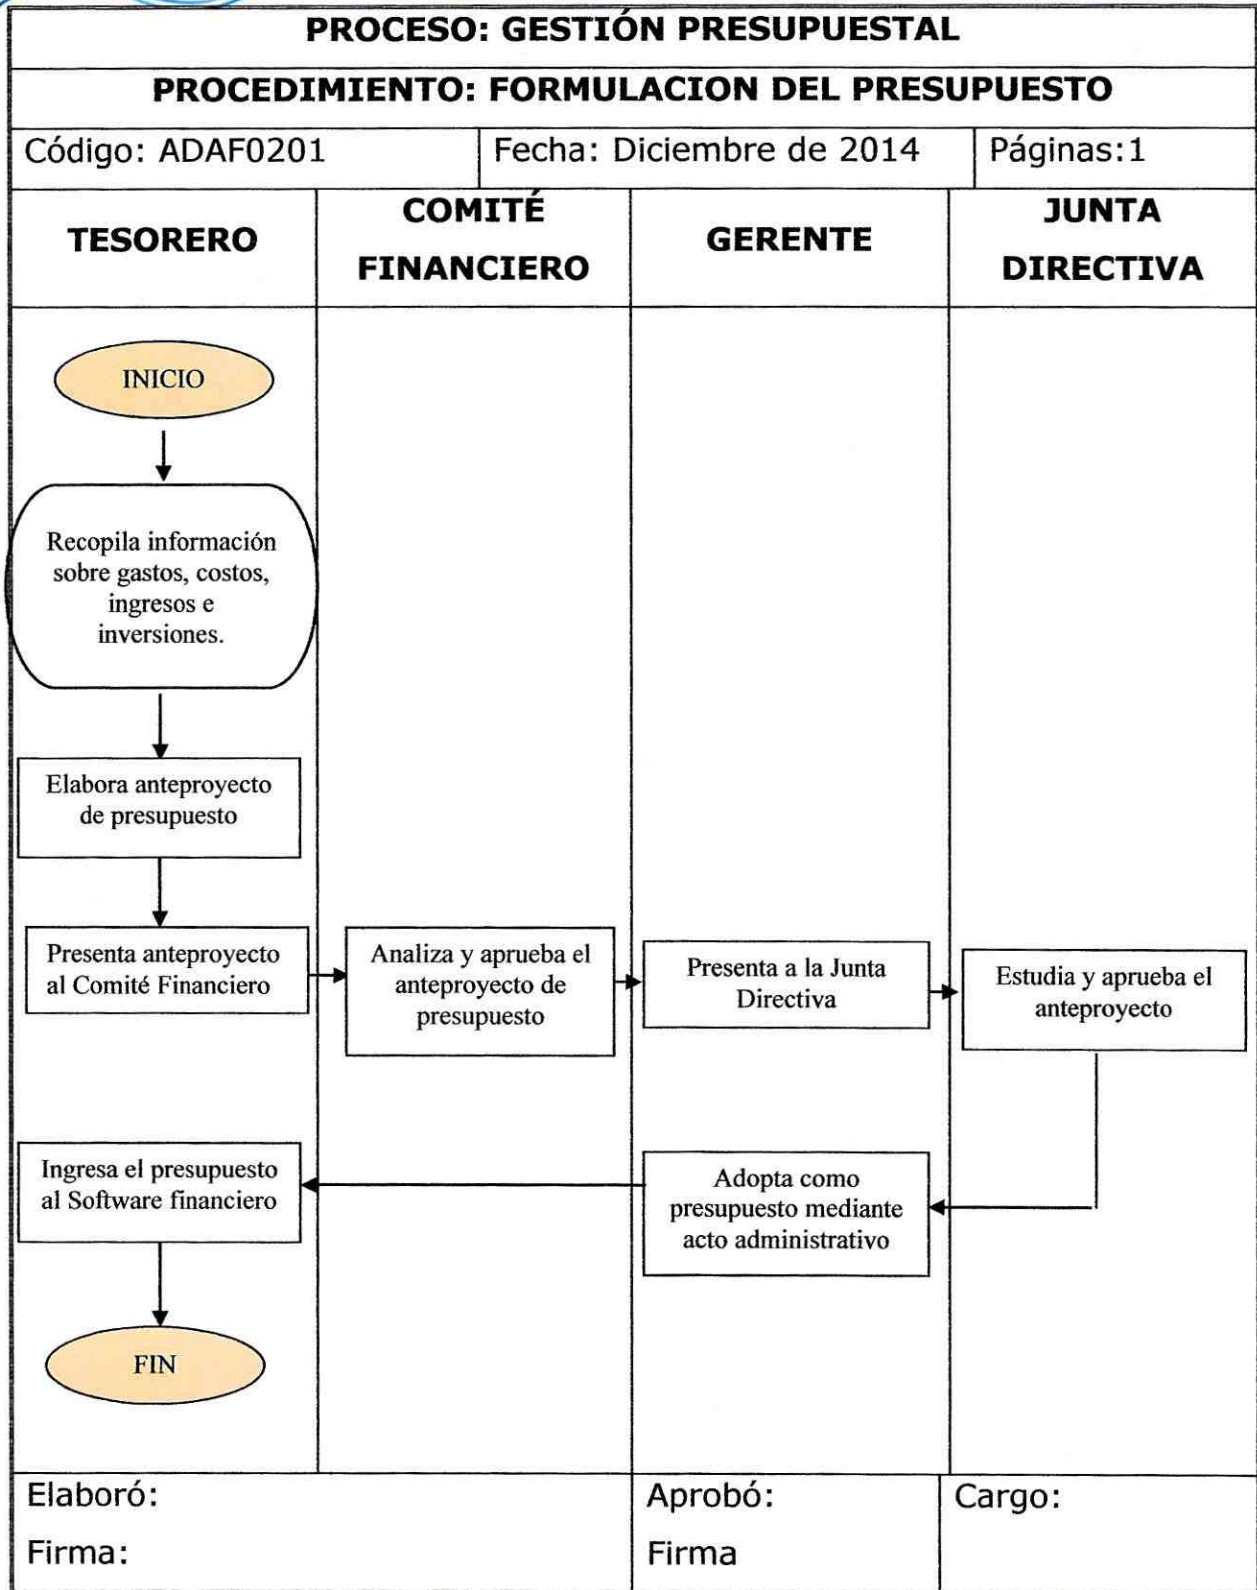 PROCESO: GESTIÓN PRESUPUESTAL
PROCEDIMIENTO: FORMULACION DEL PRESUPUESTO
Código: ADAF0201
Fecha: Diciembre de 2014
Páginas:1
TESORERO
COMITÉ
FINANCIERO
GERENTE
JUNTA
DIRECTIVA
INICIO
Recopila información
sobre gastos, costos,
ingresos e
inversiones.
Elabora anteproyecto
de presupuesto
Presenta anteproyecto
al Comité Financiero
Analiza y aprueba el
anteproyecto de
presupuesto
Presenta a la Junta
Directiva
Estudia y aprueba el
anteproyecto
Adopta como
presupuesto mediante
acto administrativo
Ingresa el presupuesto
al Software financiero
FIN
Elaboró:
Firma:
Aprobó:
Firma
Cargo: